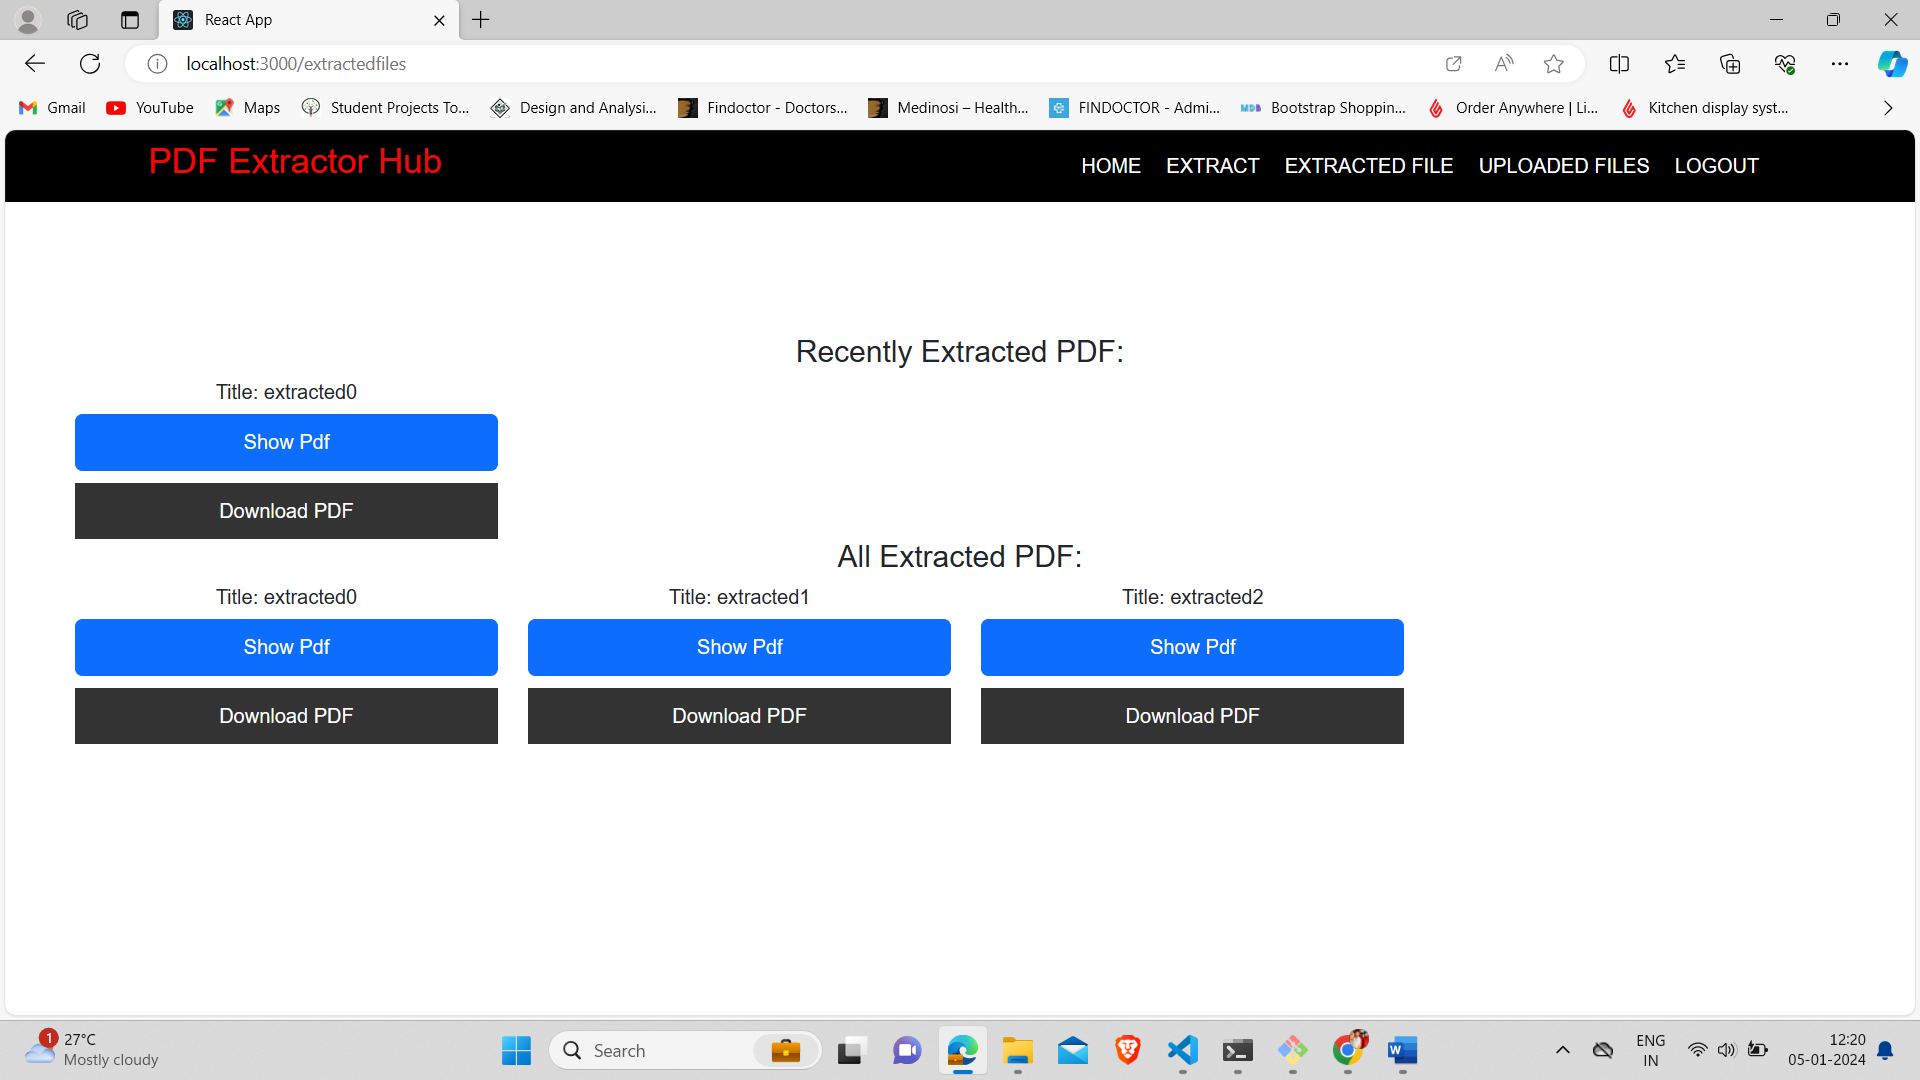 React App
localhost:3000/extractedfiles
Gmail
YouTube
Maps
Student Projects To...
Design and Analysi...
Findoctor - Doctors...
Medinosi – Health...
FINDOCTOR - Admi...
Bootstrap Shoppin...
Order Anywhere | Li...
Kitchen display syst...
PDF Extractor Hub
HOME
EXTRACT
EXTRACTED FILE
UPLOADED FILES
LOGOUT
Recently Extracted PDF:
Title: extracted0
Show Pdf
Download PDF
All Extracted PDF:
Title: extracted0
Title: extracted1
Title: extracted2
Show Pdf
Show Pdf
Show Pdf
Download PDF
Download PDF
Download PDF
1
27°C
Mostly cloudy
Search
ENG
IN
12:20
05-01-2024